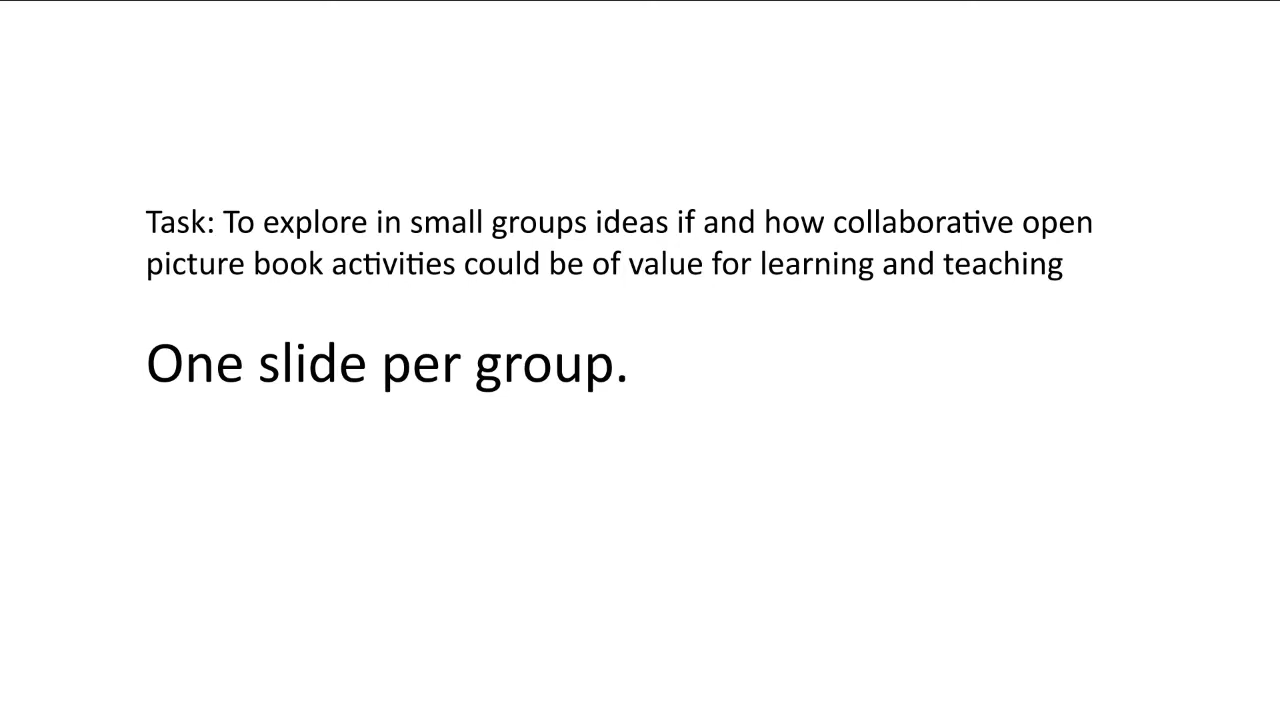 Task: To explore in small groups ideas if and how collaborative open
picture book activities could be of value for learning and teaching
One slide per group.